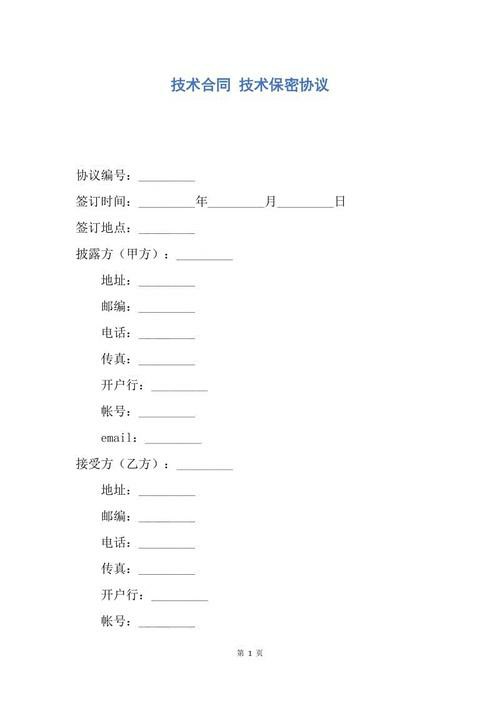 技术合同 技术保密协议
协议编号：_________
签订时间：_________年_________月_________日
签订地点：_________
披露方（甲方）：_________
地址：_________
邮编：_________
电话：_________
传真：_________
开户行：_________
帐号：_________
email：_________
接受方（乙方）：_________
地址：_________
邮编：_________
电话：_________
传真：_________
开户行：_________
帐号：_________
第 1 页